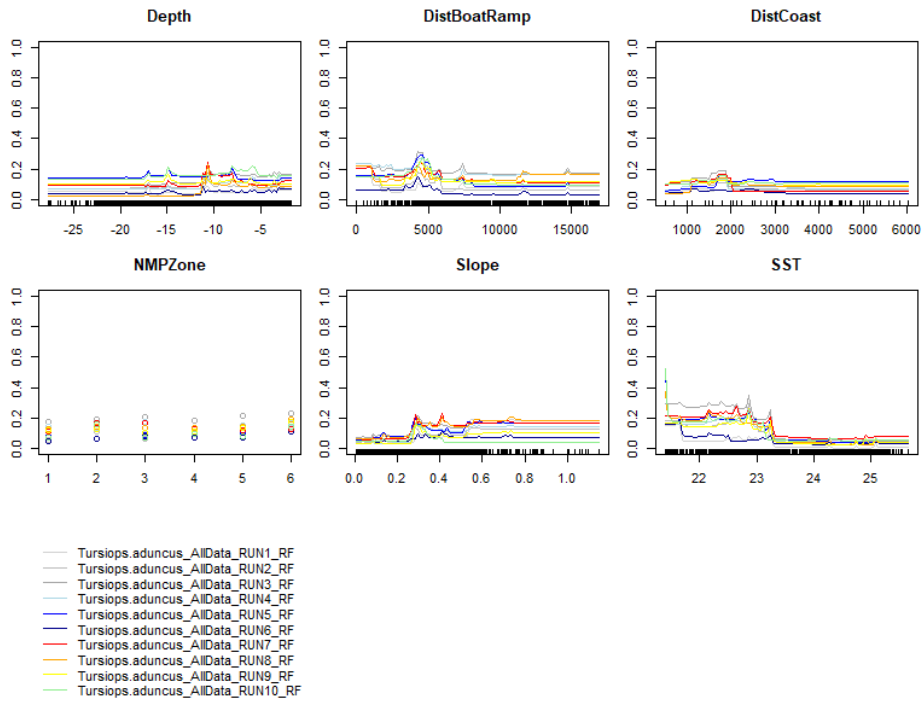 Depth
DistBoatRamp
DistCoast
0.0 0.2 0.4 0.6 0.8 1.0
0.0 0.2 0.4 0.6 0.8 1.0
0.0 0.2 0.4 0.6 0.8 1.0
-25 -20 -15 -10 -5
0 5000 10000 15000
1000 2000 3000 4000 5000 6000
NMPZone
Slope
SST
0.0 0.2 0.4 0.6 0.8 1.0
0.0 0.2 0.4 0.6 0.8 1.0
0.0 0.2 0.4 0.6 0.8 1.0
1 2 3 4 5 6
0.0 0.2 0.4 0.6 0.8 1.0
22 23 24 25
Tursiops.aduncus_AllData_RUN1_RF
Tursiops.aduncus_AllData_RUN2_RF
Tursiops.aduncus_AllData_RUN3_RF
Tursiops.aduncus_AllData_RUN4_RF
Tursiops.aduncus_AllData_RUN5_RF
Tursiops.aduncus_AllData_RUN6_RF
Tursiops.aduncus_AllData_RUN7_RF
Tursiops.aduncus_AllData_RUN8_RF
Tursiops.aduncus_AllData_RUN9_RF
Tursiops.aduncus_AllData_RUN10_RF